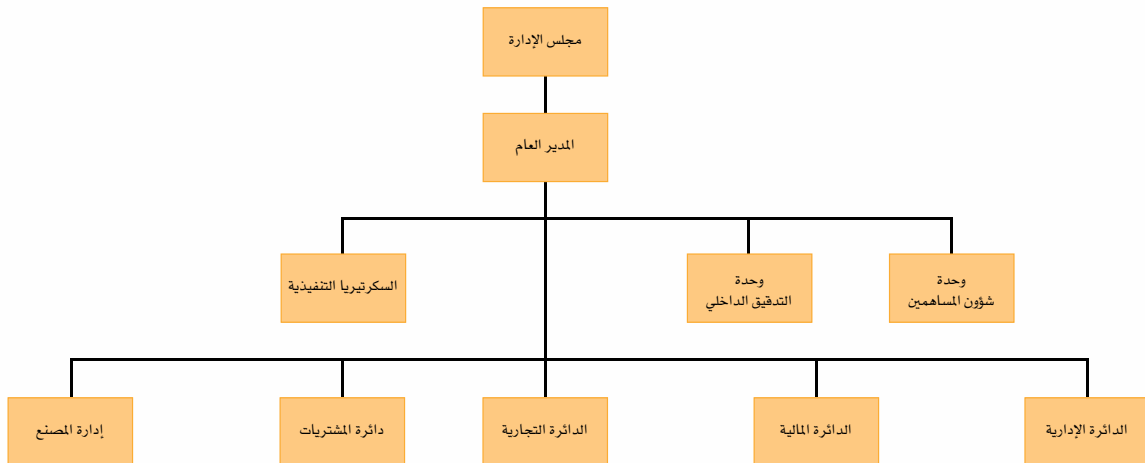 مجلس الإدارة
المدير العام
وحدة
شؤون المساهمين
وحدة
التدقيق الداخلي
السكرتيريا التنفيذية
الدائرة الإدارية
الدائرة المالية
الدائرة التجارية
دائرة المشتريات
إدارة المصنع